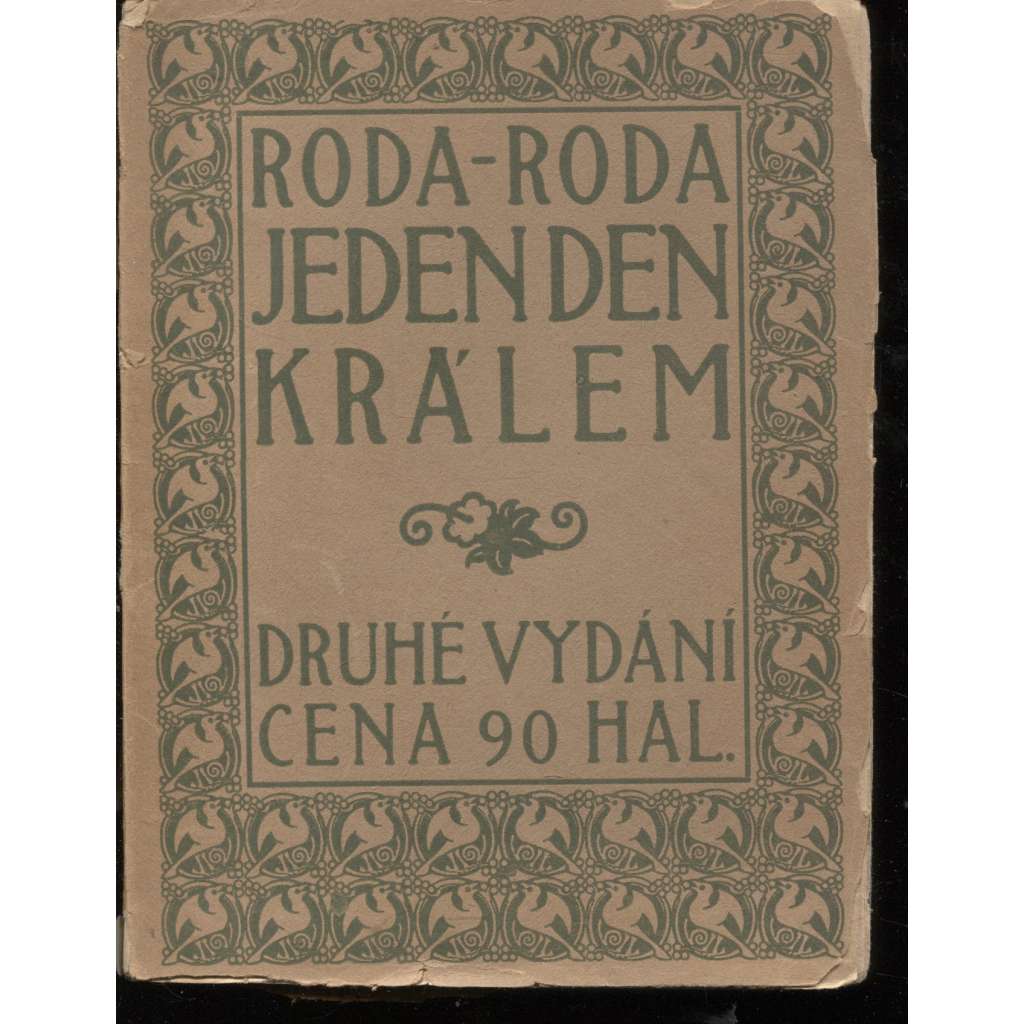 RODA-RODA
JEDEN DEN
KRÁLEM
DRUHÉ VYDÁNÍ
CENA 90 HAL.